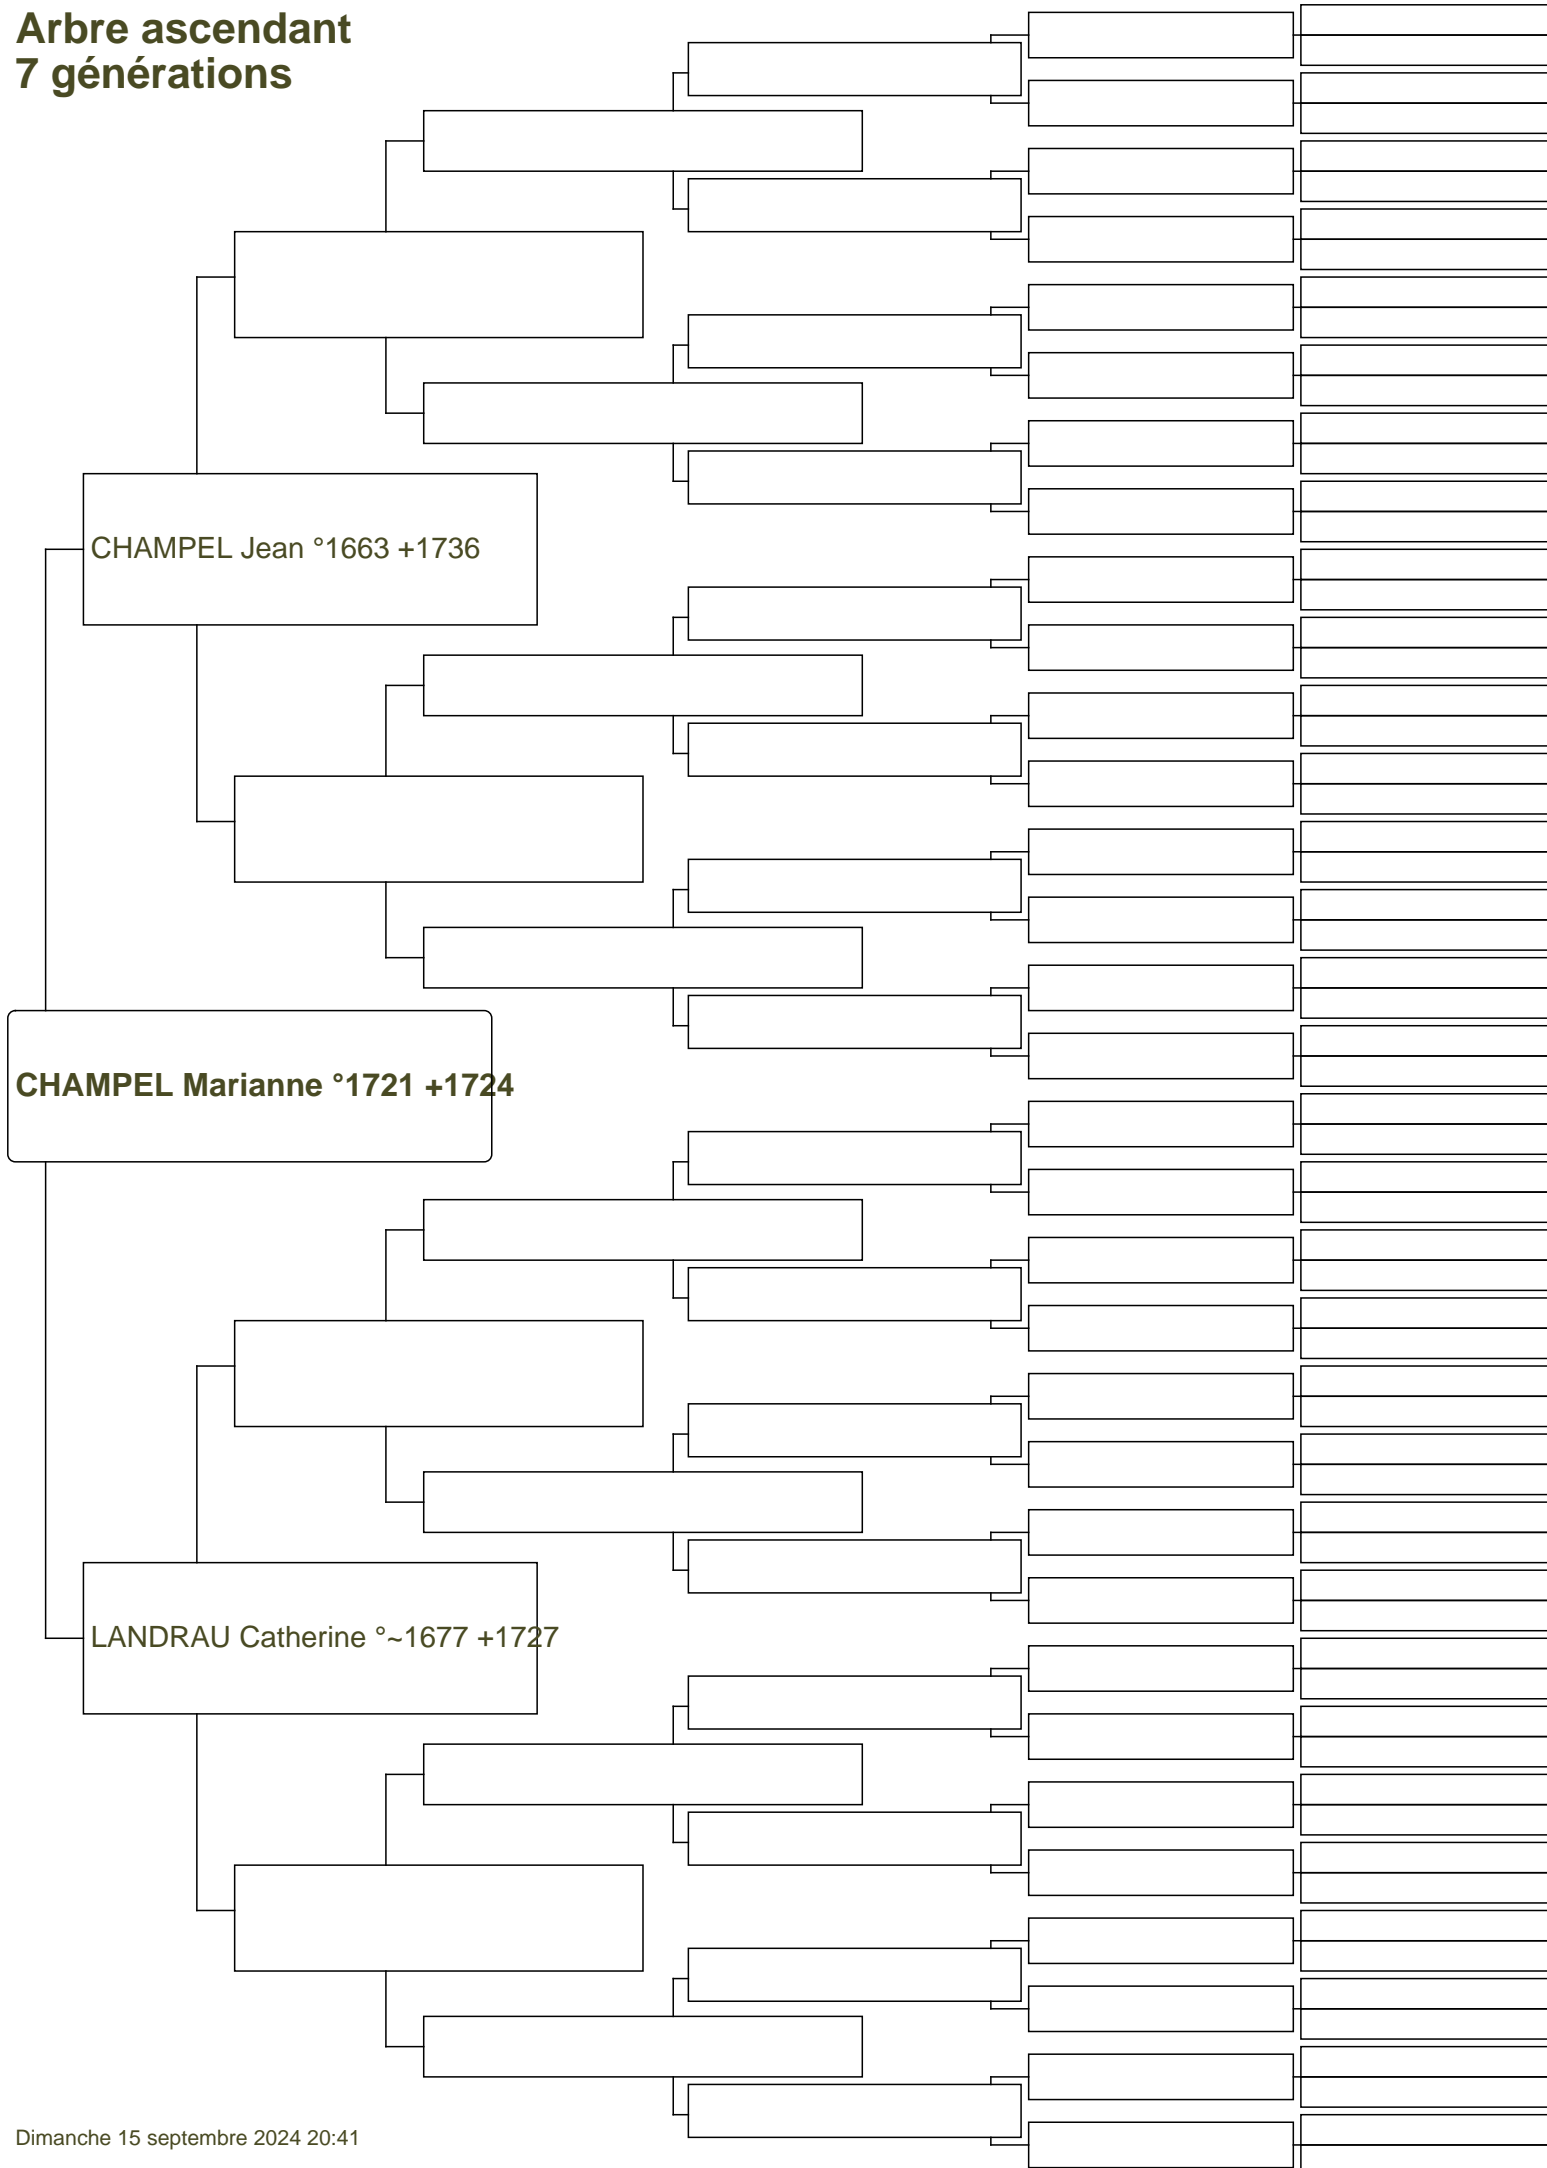 Arbre ascendant
7 générations
CHAMPEL Jean °1663 +1736
CHAMPEL Marianne °1721 +1724
LANDRAU Catherine °~1677 +1727
Dimanche 15 septembre 2024 20:41